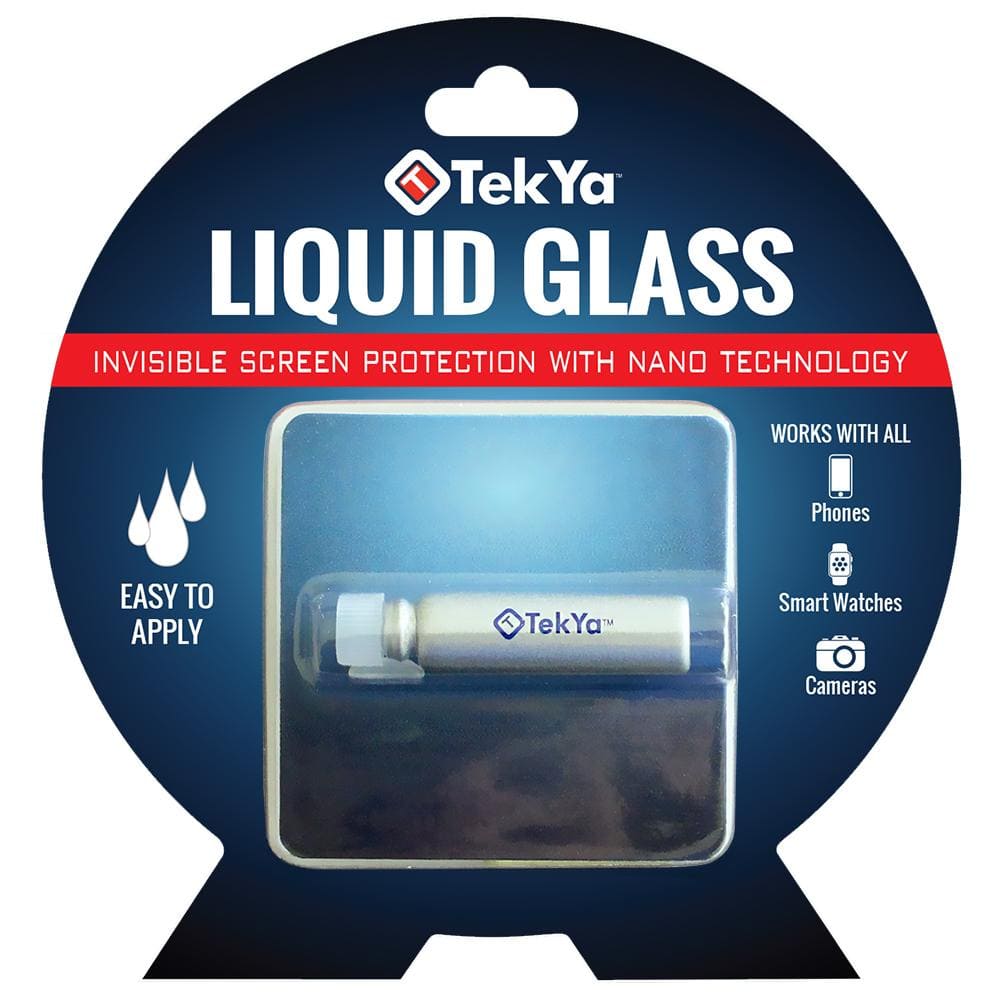 TekYa™
LIQUID GLASS
INVISIBLE SCREEN PROTECTION WITH NANO TECHNOLOGY
WORKS WITH ALL
Phones
Smart Watches
Cameras
EASY TO
APPLY
TekYa™